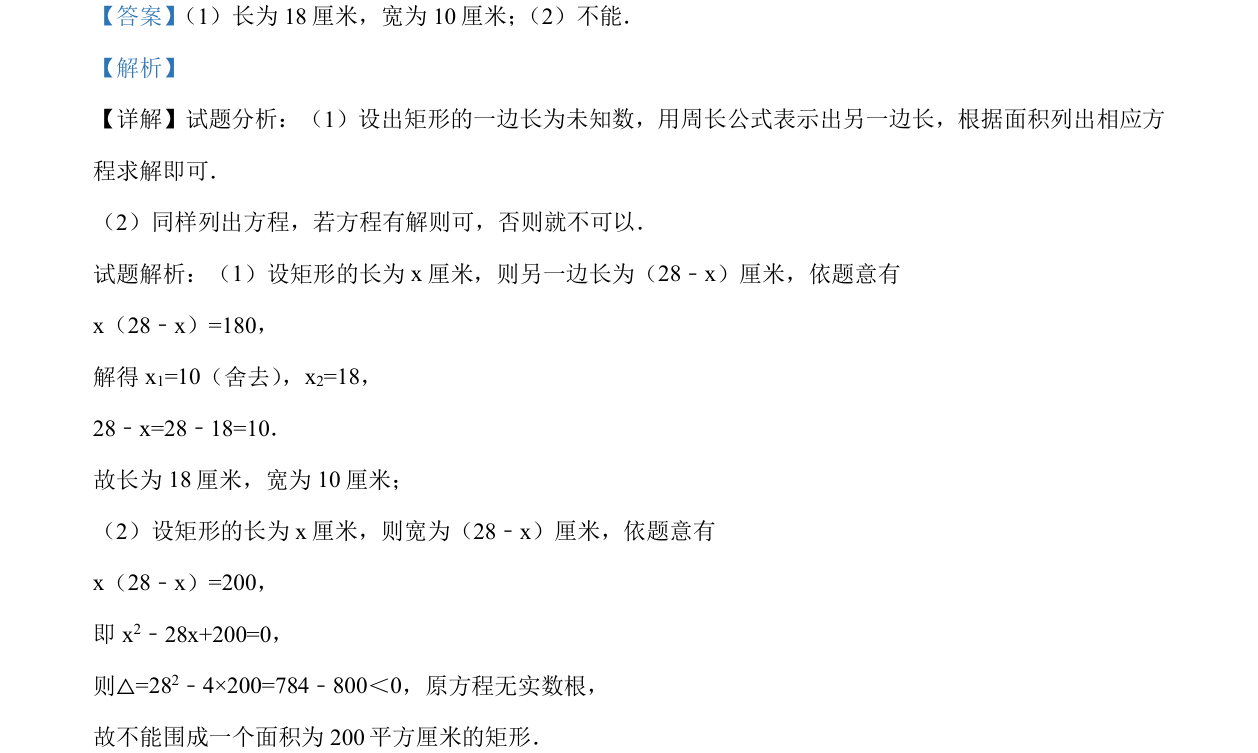 【答案】（1）长为 18 厘米，宽为 10 厘米；（2）不能．
【解析】
【详解】试题分析：（1）设出矩形的一边长为未知数，用周长公式表示出另一边长，根据面积列出相应方
程求解即可．
（2）同样列出方程，若方程有解则可，否则就不可以．
试题解析：（1）设矩形的长为 x 厘米，则另一边长为（28﹣x）厘米，依题意有
x（28﹣x）=180，
解得 x₁=10（舍去），x₂=18，
28﹣x=28﹣18=10．
故长为 18 厘米，宽为 10 厘米；
（2）设矩形的长为 x 厘米，则宽为（28﹣x）厘米，依题意有
x（28﹣x）=200，
即 x²﹣28x+200=0，
则△=28²﹣4×200=784﹣800＜0，原方程无实数根，
故不能围成一个面积为 200 平方厘米的矩形．